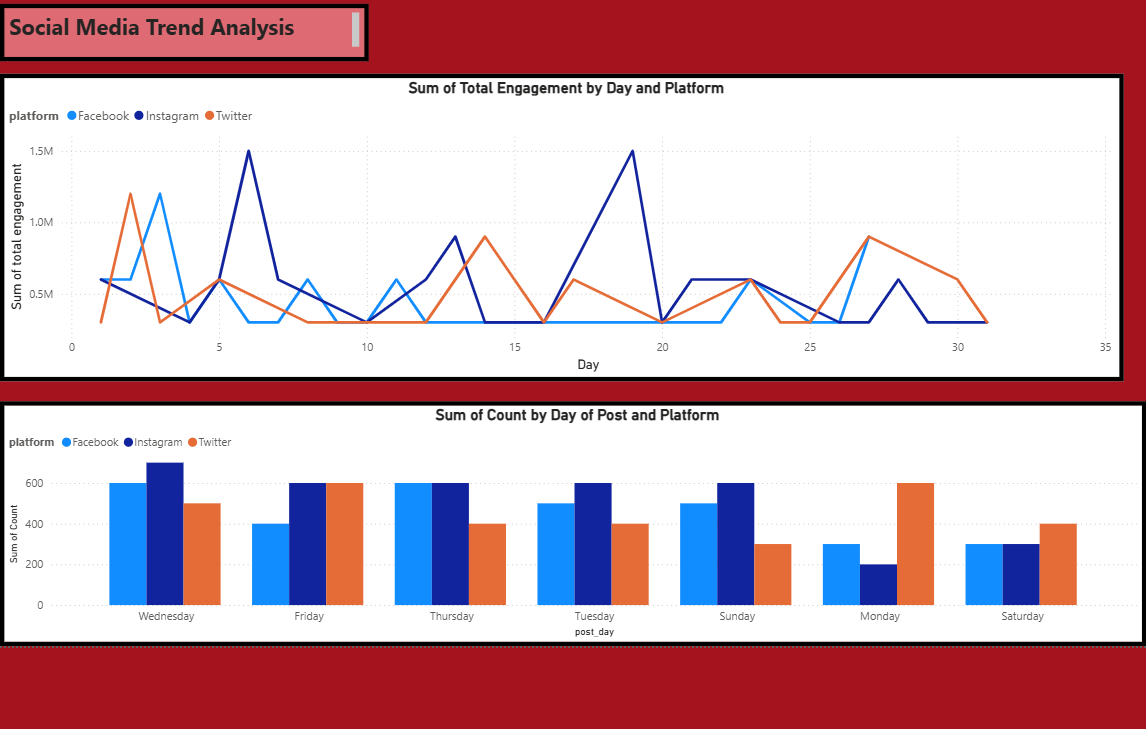 Social Media Trend Analysis
Sum of Total Engagement by Day and Platform
platform Facebook Instagram Twitter
Sum of total engagement
1.5M
1.0M
0.5M
0 5 10 15 20 25 30 35
Day
Sum of Count by Day of Post and Platform
platform Facebook Instagram Twitter
Sum of Count
600
400
200
0
Wednesday Friday Thursday Tuesday Sunday Monday Saturday
post_day